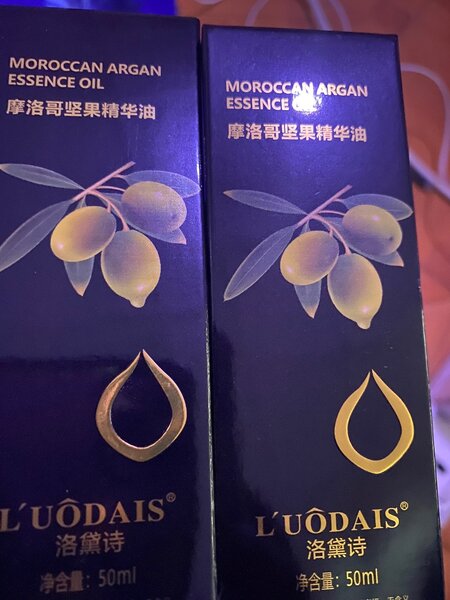 MOROCCAN ARGAN
ESSENCE OIL
摩洛哥坚果精华油
L'UÔDAIS®
洛黛诗
净含量: 50ml
MOROCCAN ARGAN
ESSENCE
摩洛哥坚果精华油
L'UÔDAIS®
洛黛诗
净含量: 50ml